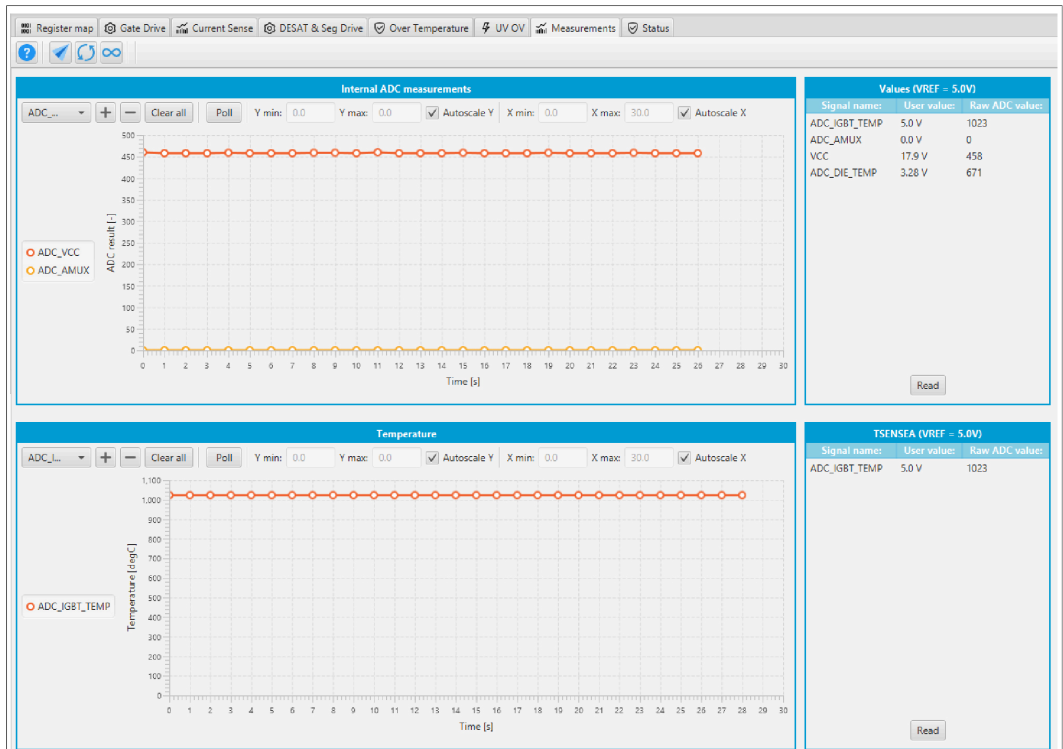 Register map Gate Drive Current Sense DESAT & Seg Drive Over Temperature UV OV Measurements Status
Internal ADC measurements
ADC_... Clear all Poll Y min: 0.0 Y max: 0.0 Autoscale Y X min: 0.0 X max: 30.0 Autoscale X
500
450
400
350
300
250
200
150
100
50
0
ADC result [-]
ADC_VCC
ADC_AMUX
0 1 2 3 4 5 6 7 8 9 10 11 12 13 14 15 16 17 18 19 20 21 22 23 24 25 26 27 28 29 30
Time [s]
Values (VREF = 5.0V)
Signal name: User value: Raw ADC value:
ADC_IGBT_TEMP 5.0 V 1023
ADC_AMUX 0.0 V 0
VCC 17.9 V 458
ADC_DIE_TEMP 3.28 V 671
Read
Temperature
ADC_I... Clear all Poll Y min: 0.0 Y max: 0.0 Autoscale Y X min: 0.0 X max: 30.0 Autoscale X
1,100
1,000
900
800
700
600
500
400
300
200
100
0
Temperature [degC]
ADC_IGBT_TEMP
0 1 2 3 4 5 6 7 8 9 10 11 12 13 14 15 16 17 18 19 20 21 22 23 24 25 26 27 28 29 30
Time [s]
TSENSEA (VREF = 5.0V)
Signal name: User value: Raw ADC value:
ADC_IGBT_TEMP 5.0 V 1023
Read